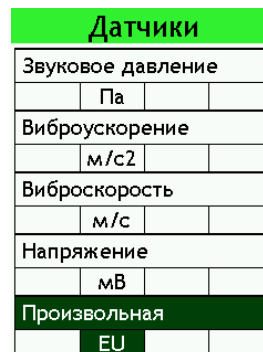 Датчики
Звуковое давление
Па
Виброускорение
м/с2
Виброскорость
м/с
Напряжение
мВ
Произвольная
EU